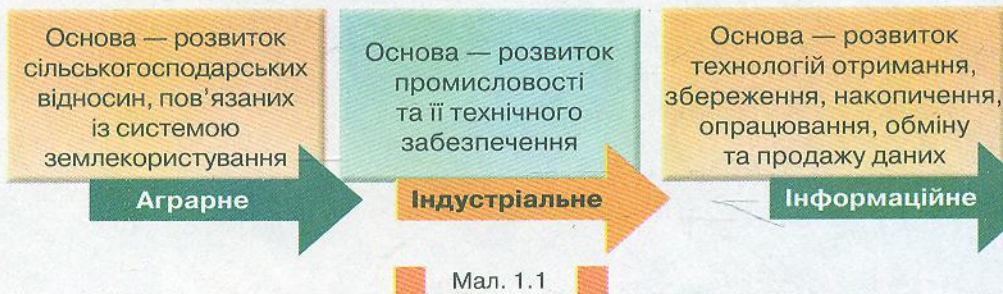 Основа — розвиток
сільськогосподарських
відносин, пов’язаних
із системою
землекористування
Аграрне
Основа — розвиток
промисловості
та її технічного
забезпечення
Індустріальне
Основа — розвиток
технологій отримання,
збереження, накопичення,
опрацювання, обміну
та продажу даних
Інформаційне
Мал. 1.1